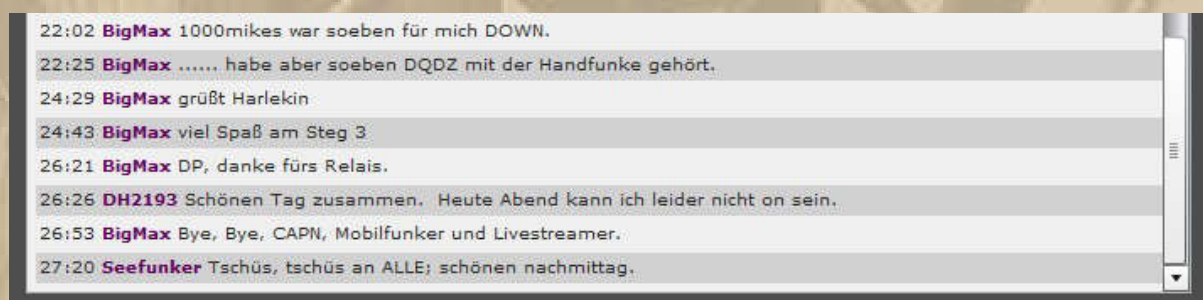 22:02 BigMax 1000mikes war soeben für mich DOWN.
22:25 BigMax ...... habe aber soeben DQDZ mit der Handfunke gehört.
24:29 BigMax grüßt Harlekin
24:43 BigMax viel Spaß am Steg 3
26:21 BigMax DP, danke fürs Relais.
26:26 DH2193 Schönen Tag zusammen.  Heute Abend kann ich leider nicht on sein.
26:53 BigMax Bye, Bye, CAPN, Mobilfunker und Livestreamer.
27:20 Seefunker Tschüs, tschüs an ALLE; schönen nachmittag.